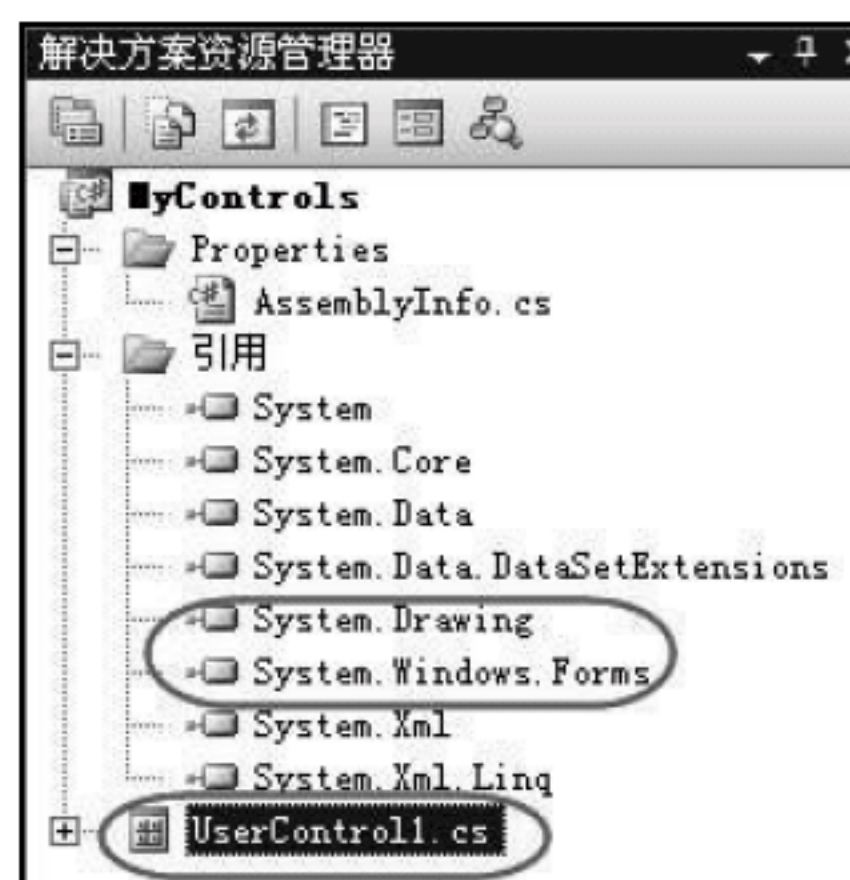 解决方案资源管理器
MyControls
Properties
AssemblyInfo.cs
引用
System
System.Core
System.Data
System.Data.DataSetExtensions
System.Drawing
System.Windows.Forms
System.Xml
System.Xml.Linq
UserControl1.cs